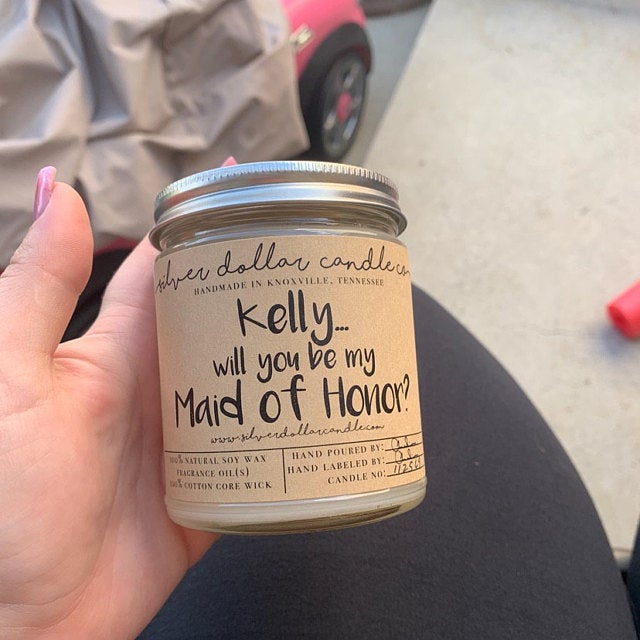 silver dollar candle co
HANDMADE IN KNOXVILLE, TENNESSEE
Kelly...
will you be my
Maid of Honor?
www.silverdollarcandle.com
100% NATURAL SOY WAX
FRAGRANCE OIL(S)
100% COTTON CORE WICK
HAND POURED BY:
HAND LABELED BY:
CANDLE NO: